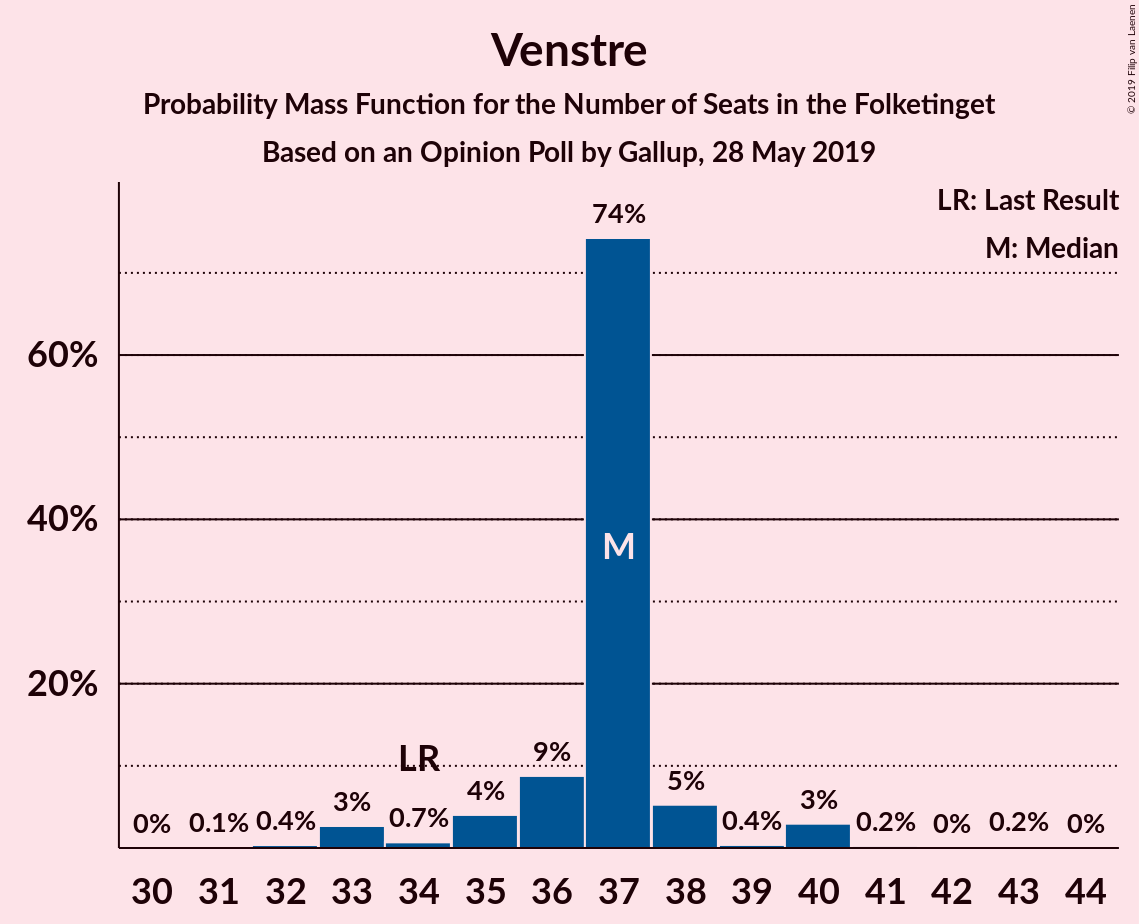 Venstre
Probability Mass Function for the Number of Seats in the Folketinget
Based on an Opinion Poll by Gallup, 28 May 2019
© 2019 Filip van Laenen
LR: Last Result
M: Median
60%
40%
20%
0%
0.1%
0.4%
3%
0.7%
LR
4%
9%
74%
M
5%
0.4%
3%
0.2%
0%
0.2%
0%
30 31 32 33 34 35 36 37 38 39 40 41 42 43 44